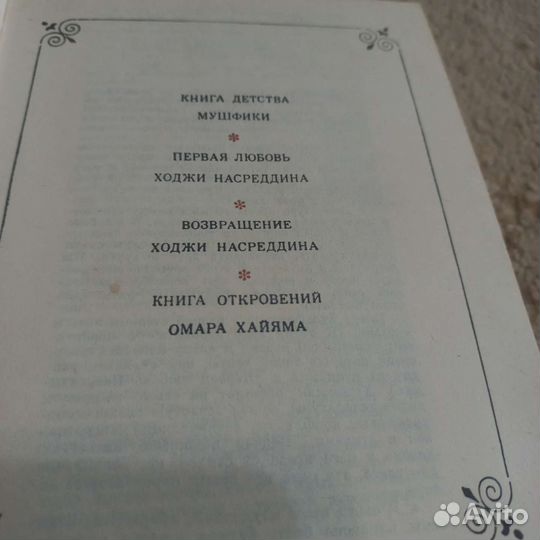 КНИГА ДЕТСТВА
МУШФИКИ
*
ПЕРВАЯ ЛЮБОВЬ
ХОДЖИ НАСРЕДДИНА
*
ВОЗВРАЩЕНИЕ
ХОДЖИ НАСРЕДДИНА
*
КНИГА ОТКРОВЕНИЙ
ОМАРА ХАЙЯМА
Avito